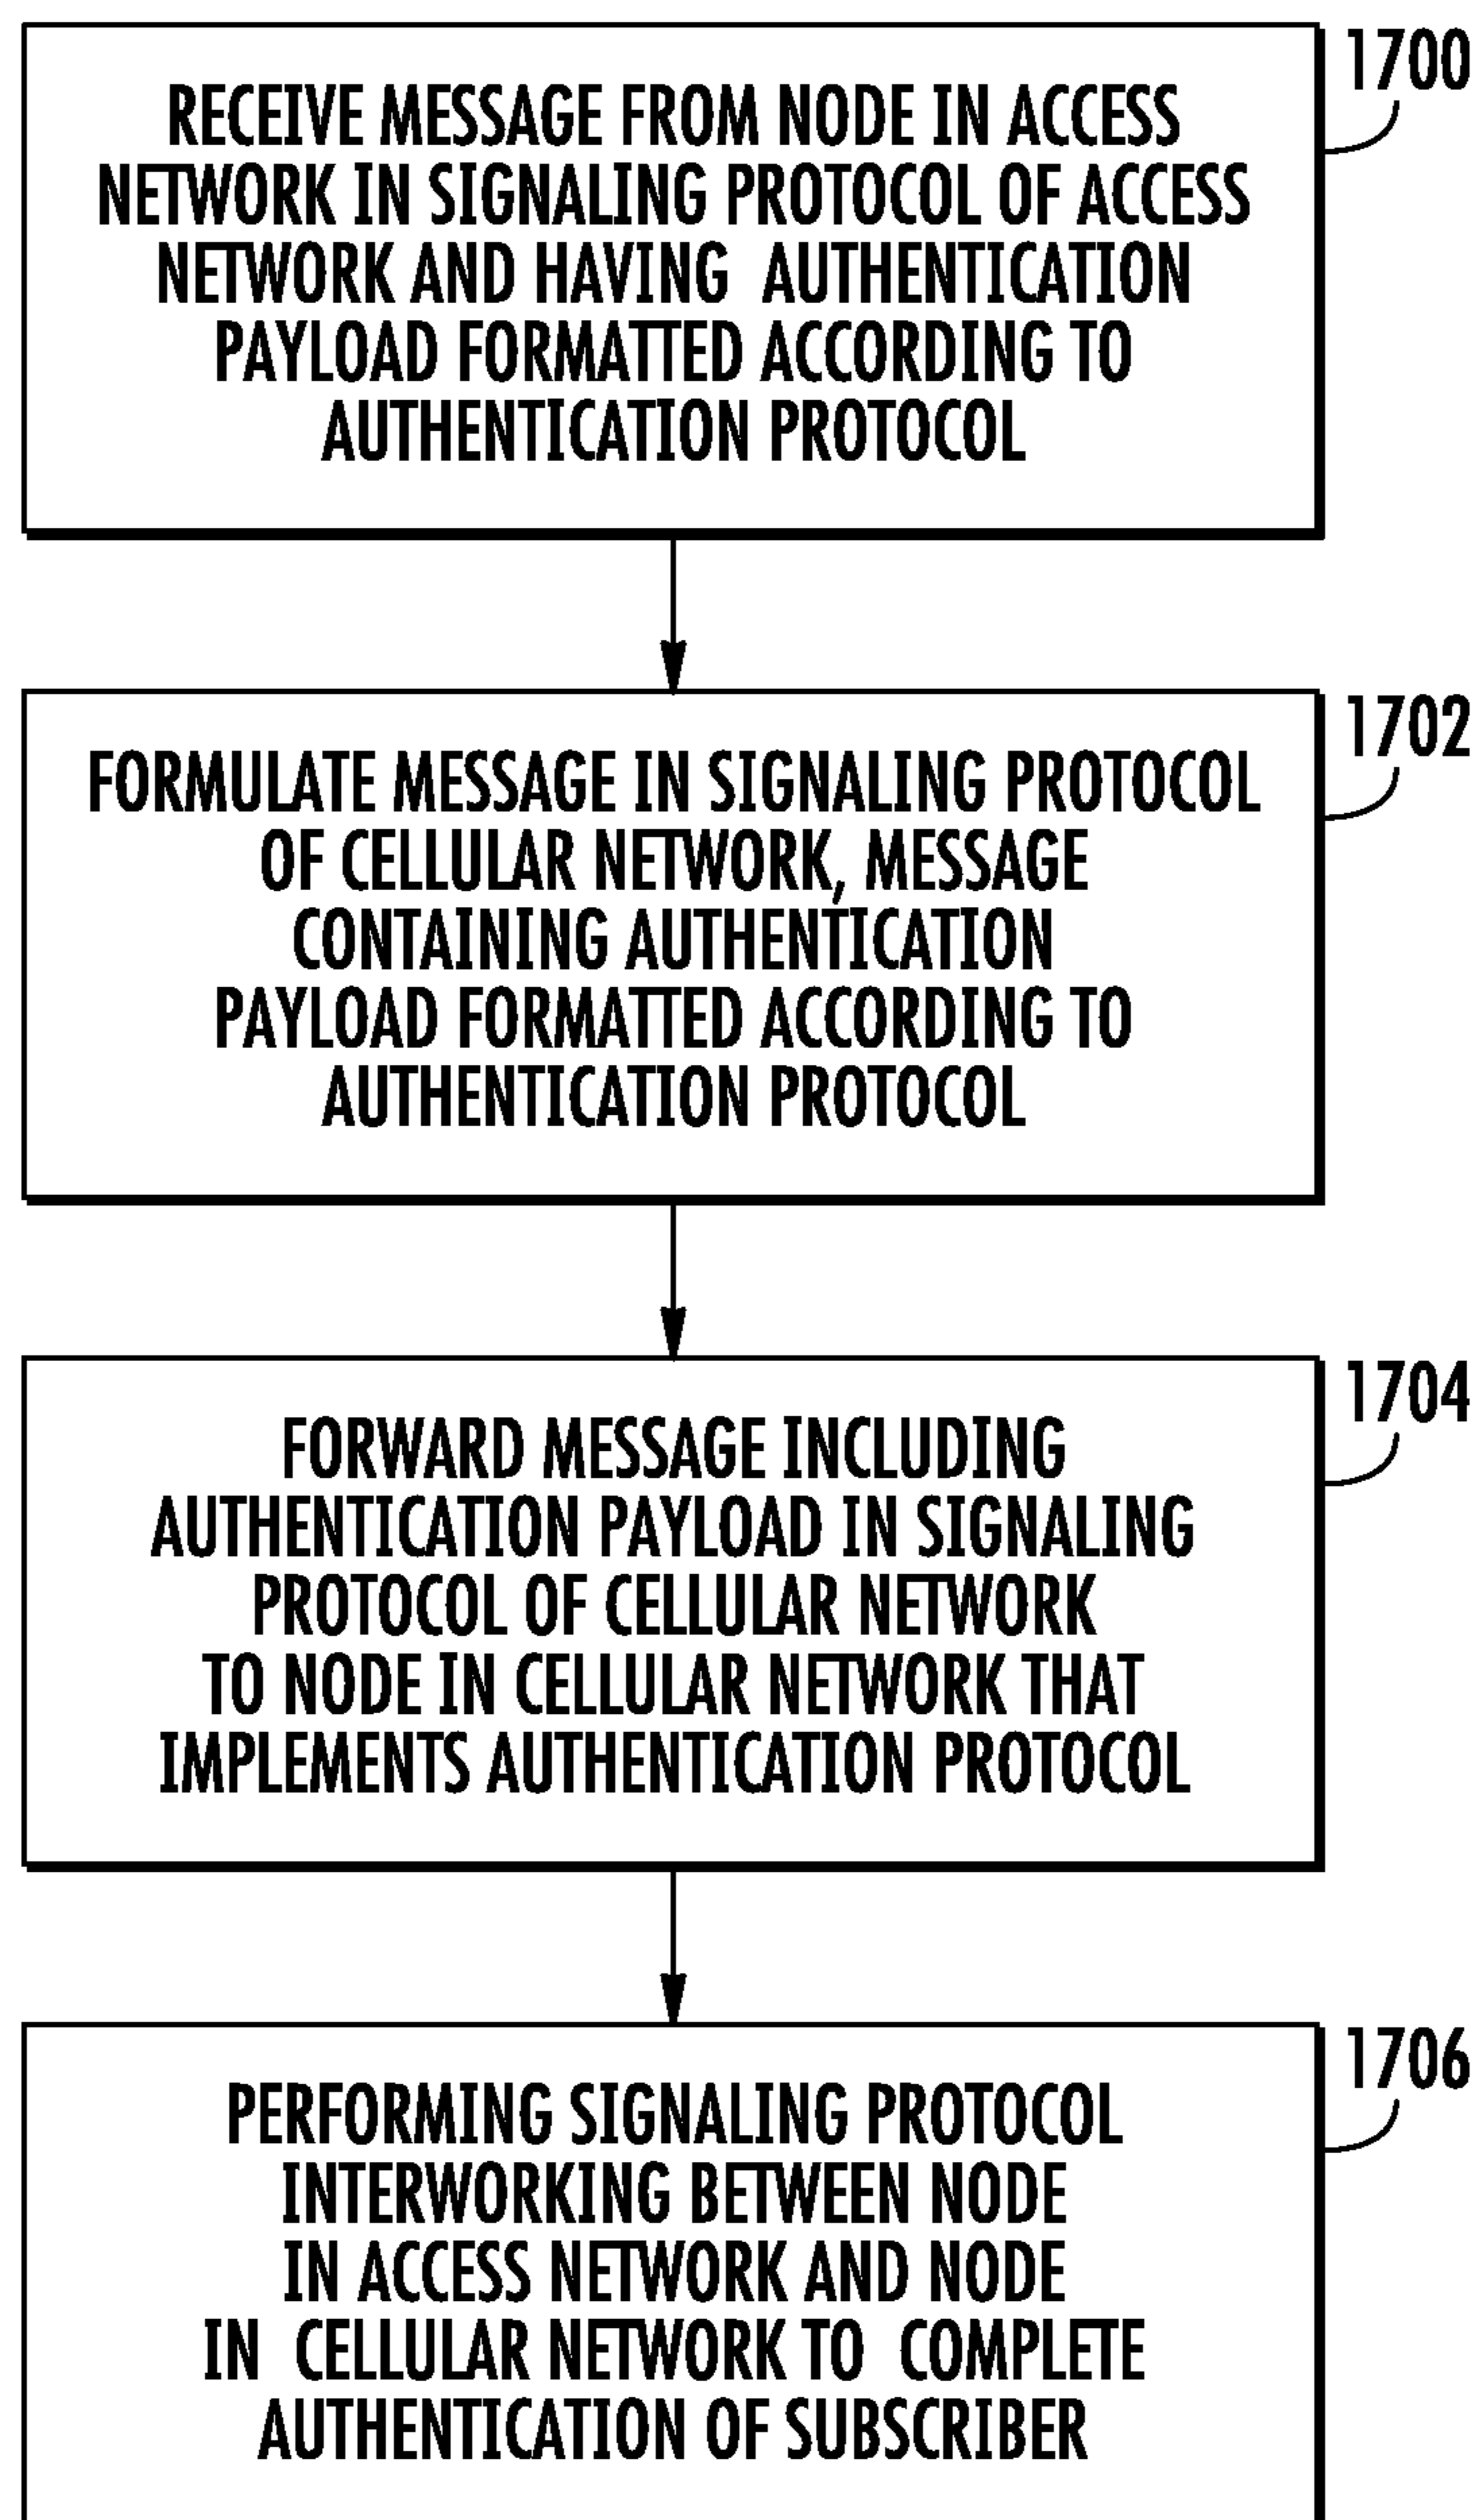 1700
RECEIVE MESSAGE FROM NODE IN ACCESS
NETWORK IN SIGNALING PROTOCOL OF ACCESS
NETWORK AND HAVING AUTHENTICATION
PAYLOAD FORMATTED ACCORDING TO
AUTHENTICATION PROTOCOL
1702
FORMULATE MESSAGE IN SIGNALING PROTOCOL
OF CELLULAR NETWORK, MESSAGE
CONTAINING AUTHENTICATION
PAYLOAD FORMATTED ACCORDING TO
AUTHENTICATION PROTOCOL
1704
FORWARD MESSAGE INCLUDING
AUTHENTICATION PAYLOAD IN SIGNALING
PROTOCOL OF CELLULAR NETWORK
TO NODE IN CELLULAR NETWORK THAT
IMPLEMENTS AUTHENTICATION PROTOCOL
1706
PERFORMING SIGNALING PROTOCOL
INTERWORKING BETWEEN NODE
IN ACCESS NETWORK AND NODE
IN CELLULAR NETWORK TO COMPLETE
AUTHENTICATION OF SUBSCRIBER